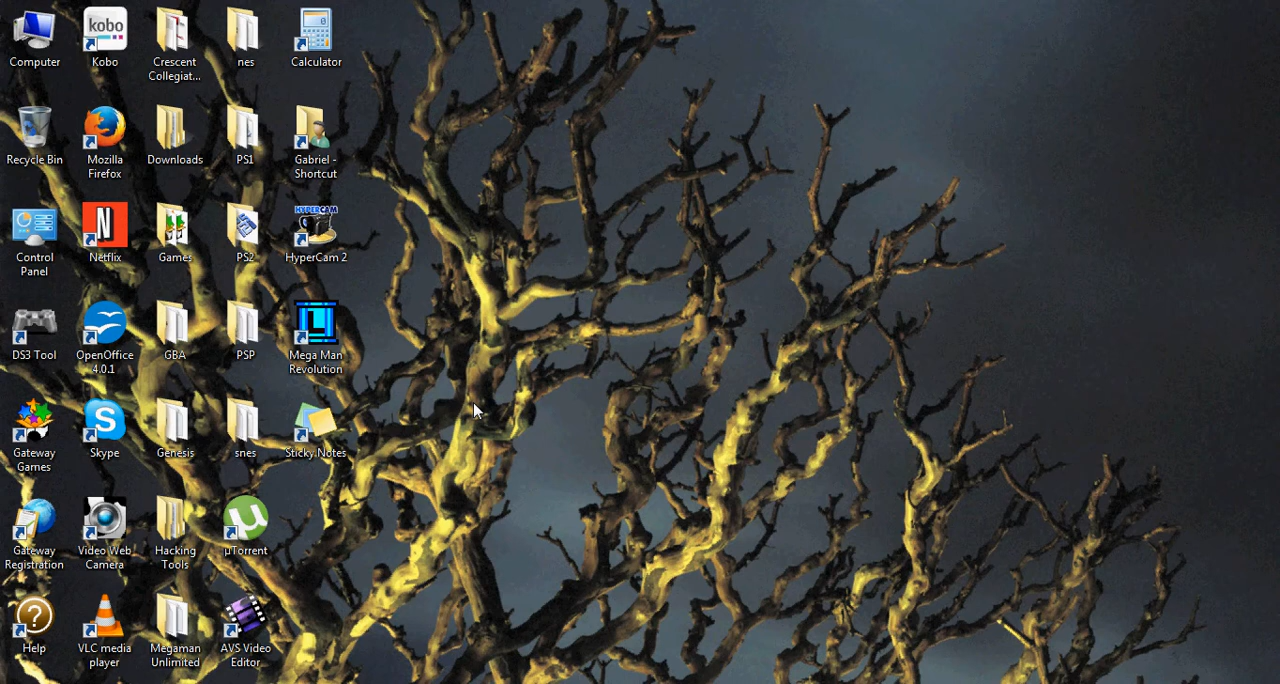 Computer
kobo
Kobo
Crescent
Collegiat...
nes
0
Calculator
Recycle Bin
Mozilla
Firefox
Downloads
PS1
Gabriel -
Shortcut
Control
Panel
N
Netflix
Games
PS2
HYPERCAM
HyperCam 2
DS3 Tool
OpenOffice
4.0.1
GBA
PSP
L
Mega Man
Revolution
Gateway
Games
S
Skype
Genesis
snes
Sticky Notes
Gateway
Registration
Video Web
Camera
Hacking
Tools
µ
µTorrent
?
Help
VLC media
player
Megaman
Unlimited
AVS Video
Editor